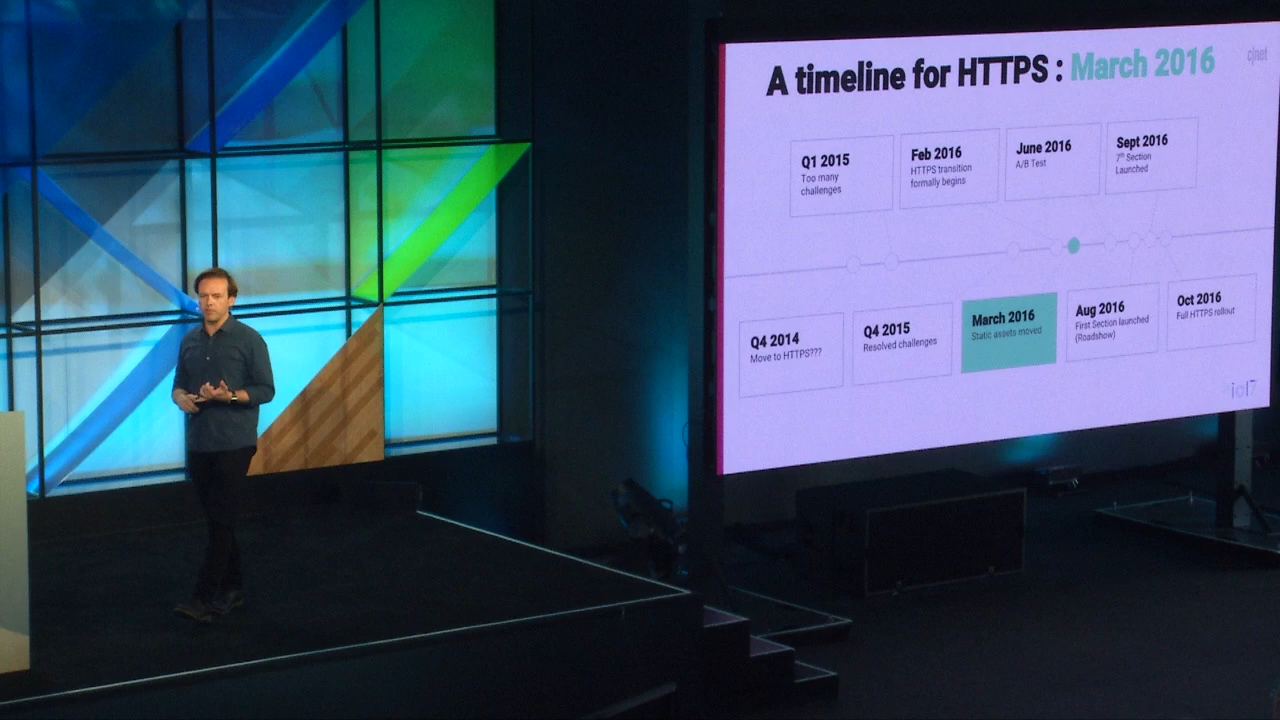 A timeline for HTTPS : March 2016
c|net
Q1 2015
Too many
challenges
Feb 2016
HTTPS transition
formally begins
June 2016
A/B Test
Sept 2016
7th Section
Launched
Q4 2014
Move to HTTPS???
Q4 2015
Resolved challenges
March 2016
Static assets moved
Aug 2016
First Section launched
(Roadshow)
Oct 2016
Full HTTPS rollout
#io17